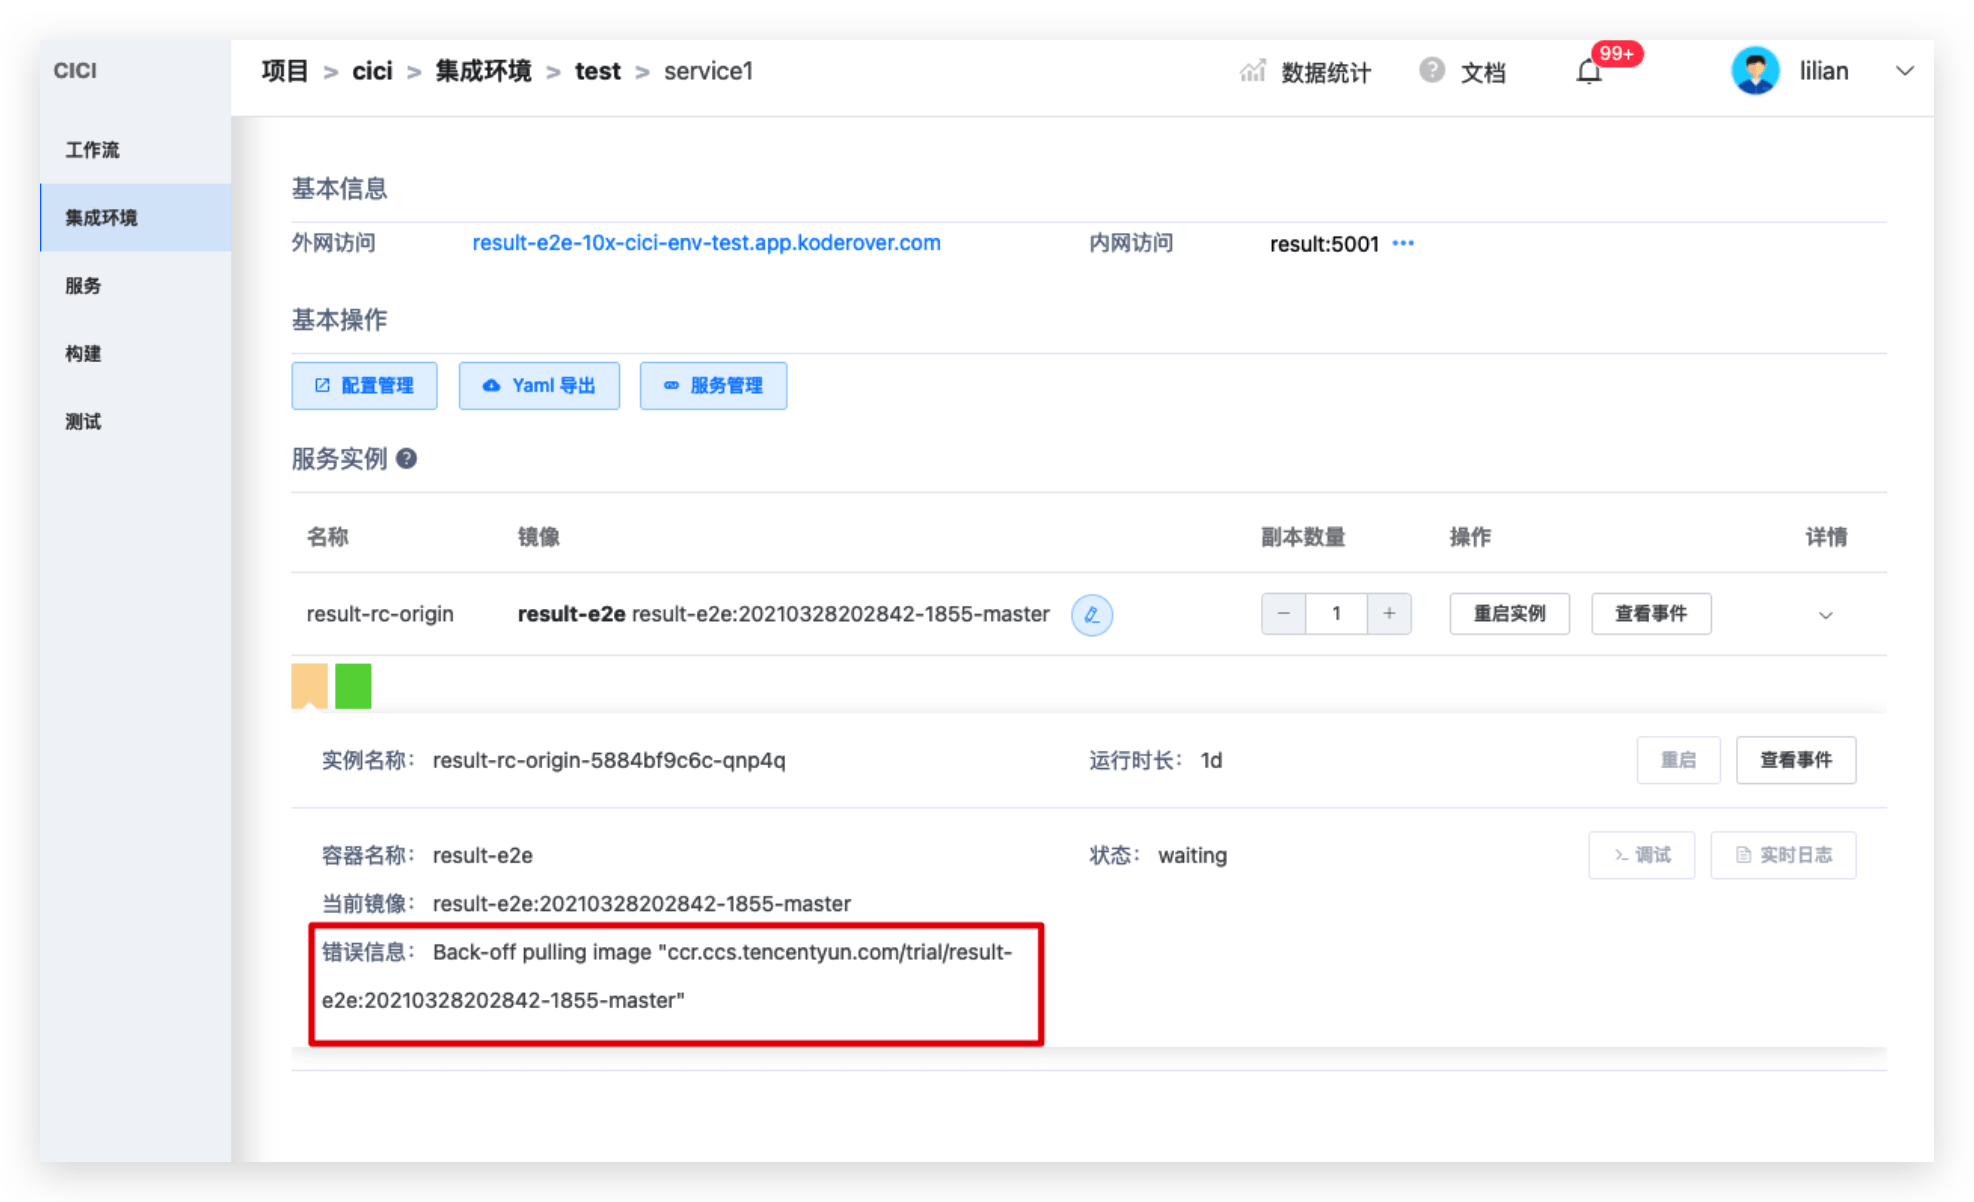 CICI
项目 > cici > 集成环境 > test > service1
数据统计
? 文档
99+
lilian
工作流
集成环境
服务
构建
测试
基本信息
外网访问 result-e2e-10x-cici-env-test.app.koderover.com
内网访问 result:5001 •••
基本操作
配置管理
Yaml 导出
服务管理
服务实例 ?
名称 镜像 副本数量 操作 详情
result-rc-origin result-e2e result-e2e:20210328202842-1855-master − 1 + 重启实例 查看事件
实例名称： result-rc-origin-5884bf9c6c-qnp4q 运行时长： 1d 重启 查看事件
容器名称： result-e2e 状态： waiting >_ 调试 实时日志
当前镜像： result-e2e:20210328202842-1855-master
错误信息： Back-off pulling image "ccr.ccs.tencentyun.com/trial/result-
e2e:20210328202842-1855-master"